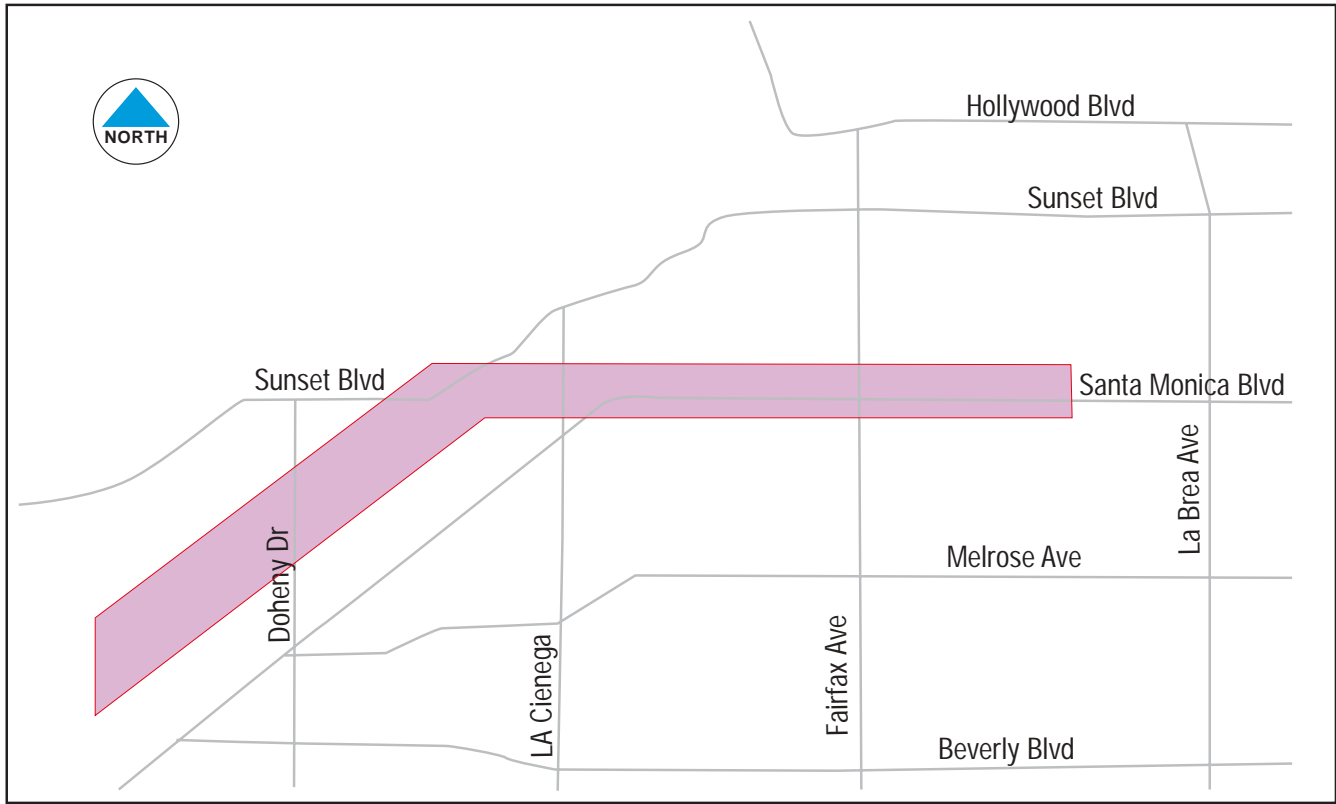 Hollywood Blvd
NORTH
Sunset Blvd
Sunset Blvd
Santa Monica Blvd
La Brea Ave
Doheny Dr
Melrose Ave
LA Cienega
Fairfax Ave
Beverly Blvd